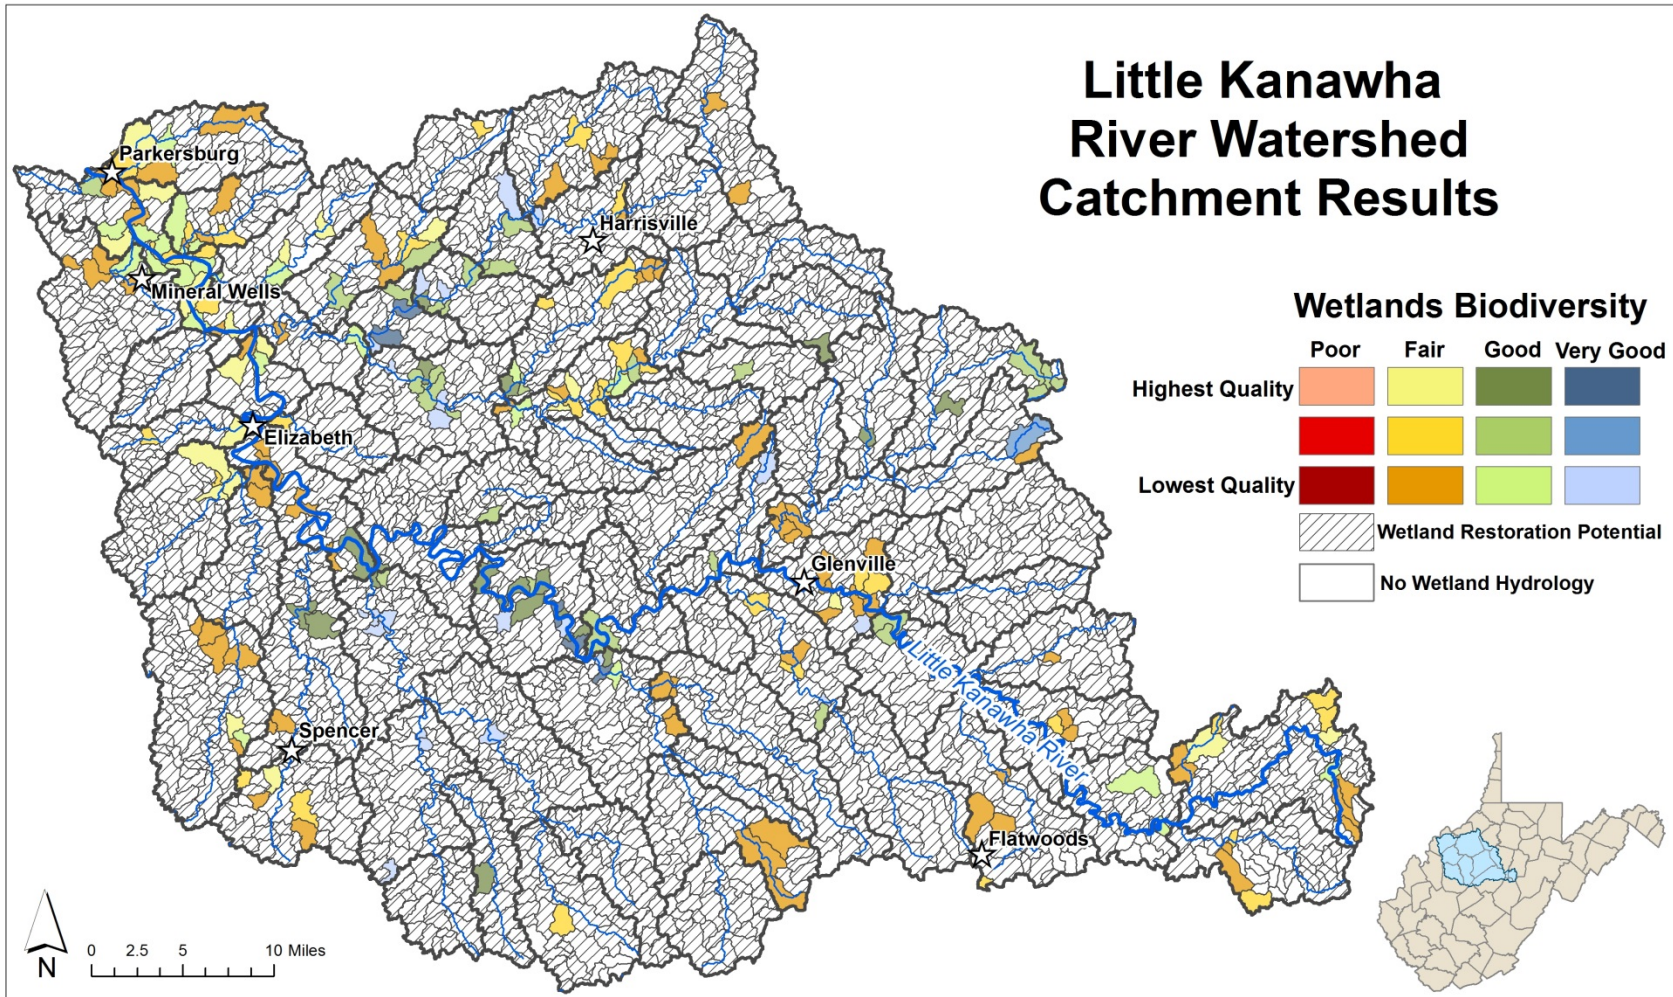 Little Kanawha
River Watershed
Catchment Results
Parkersburg
Harrisville
Mineral Wells
Wetlands Biodiversity
Poor Fair Good Very Good
Highest Quality
Elizabeth
Lowest Quality
Wetland Restoration Potential
Glenville
No Wetland Hydrology
Little Kanawha River
Spencer
Flatwoods
N
0 2.5 5 10 Miles